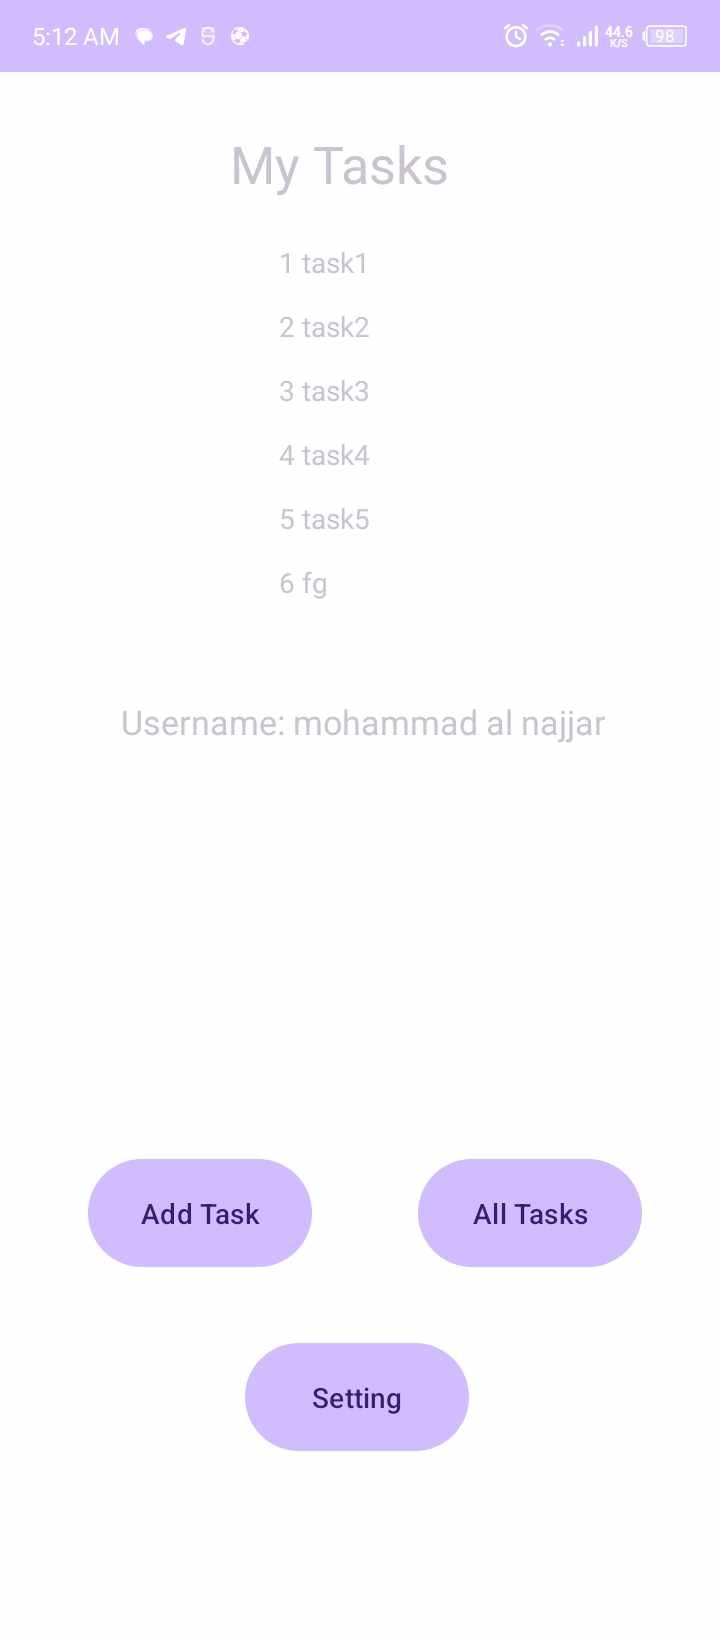 5:12 AM 44.6 K/S 98
My Tasks
1 task1
2 task2
3 task3
4 task4
5 task5
6 fg
Username: mohammad al najjar
Add Task All Tasks
Setting